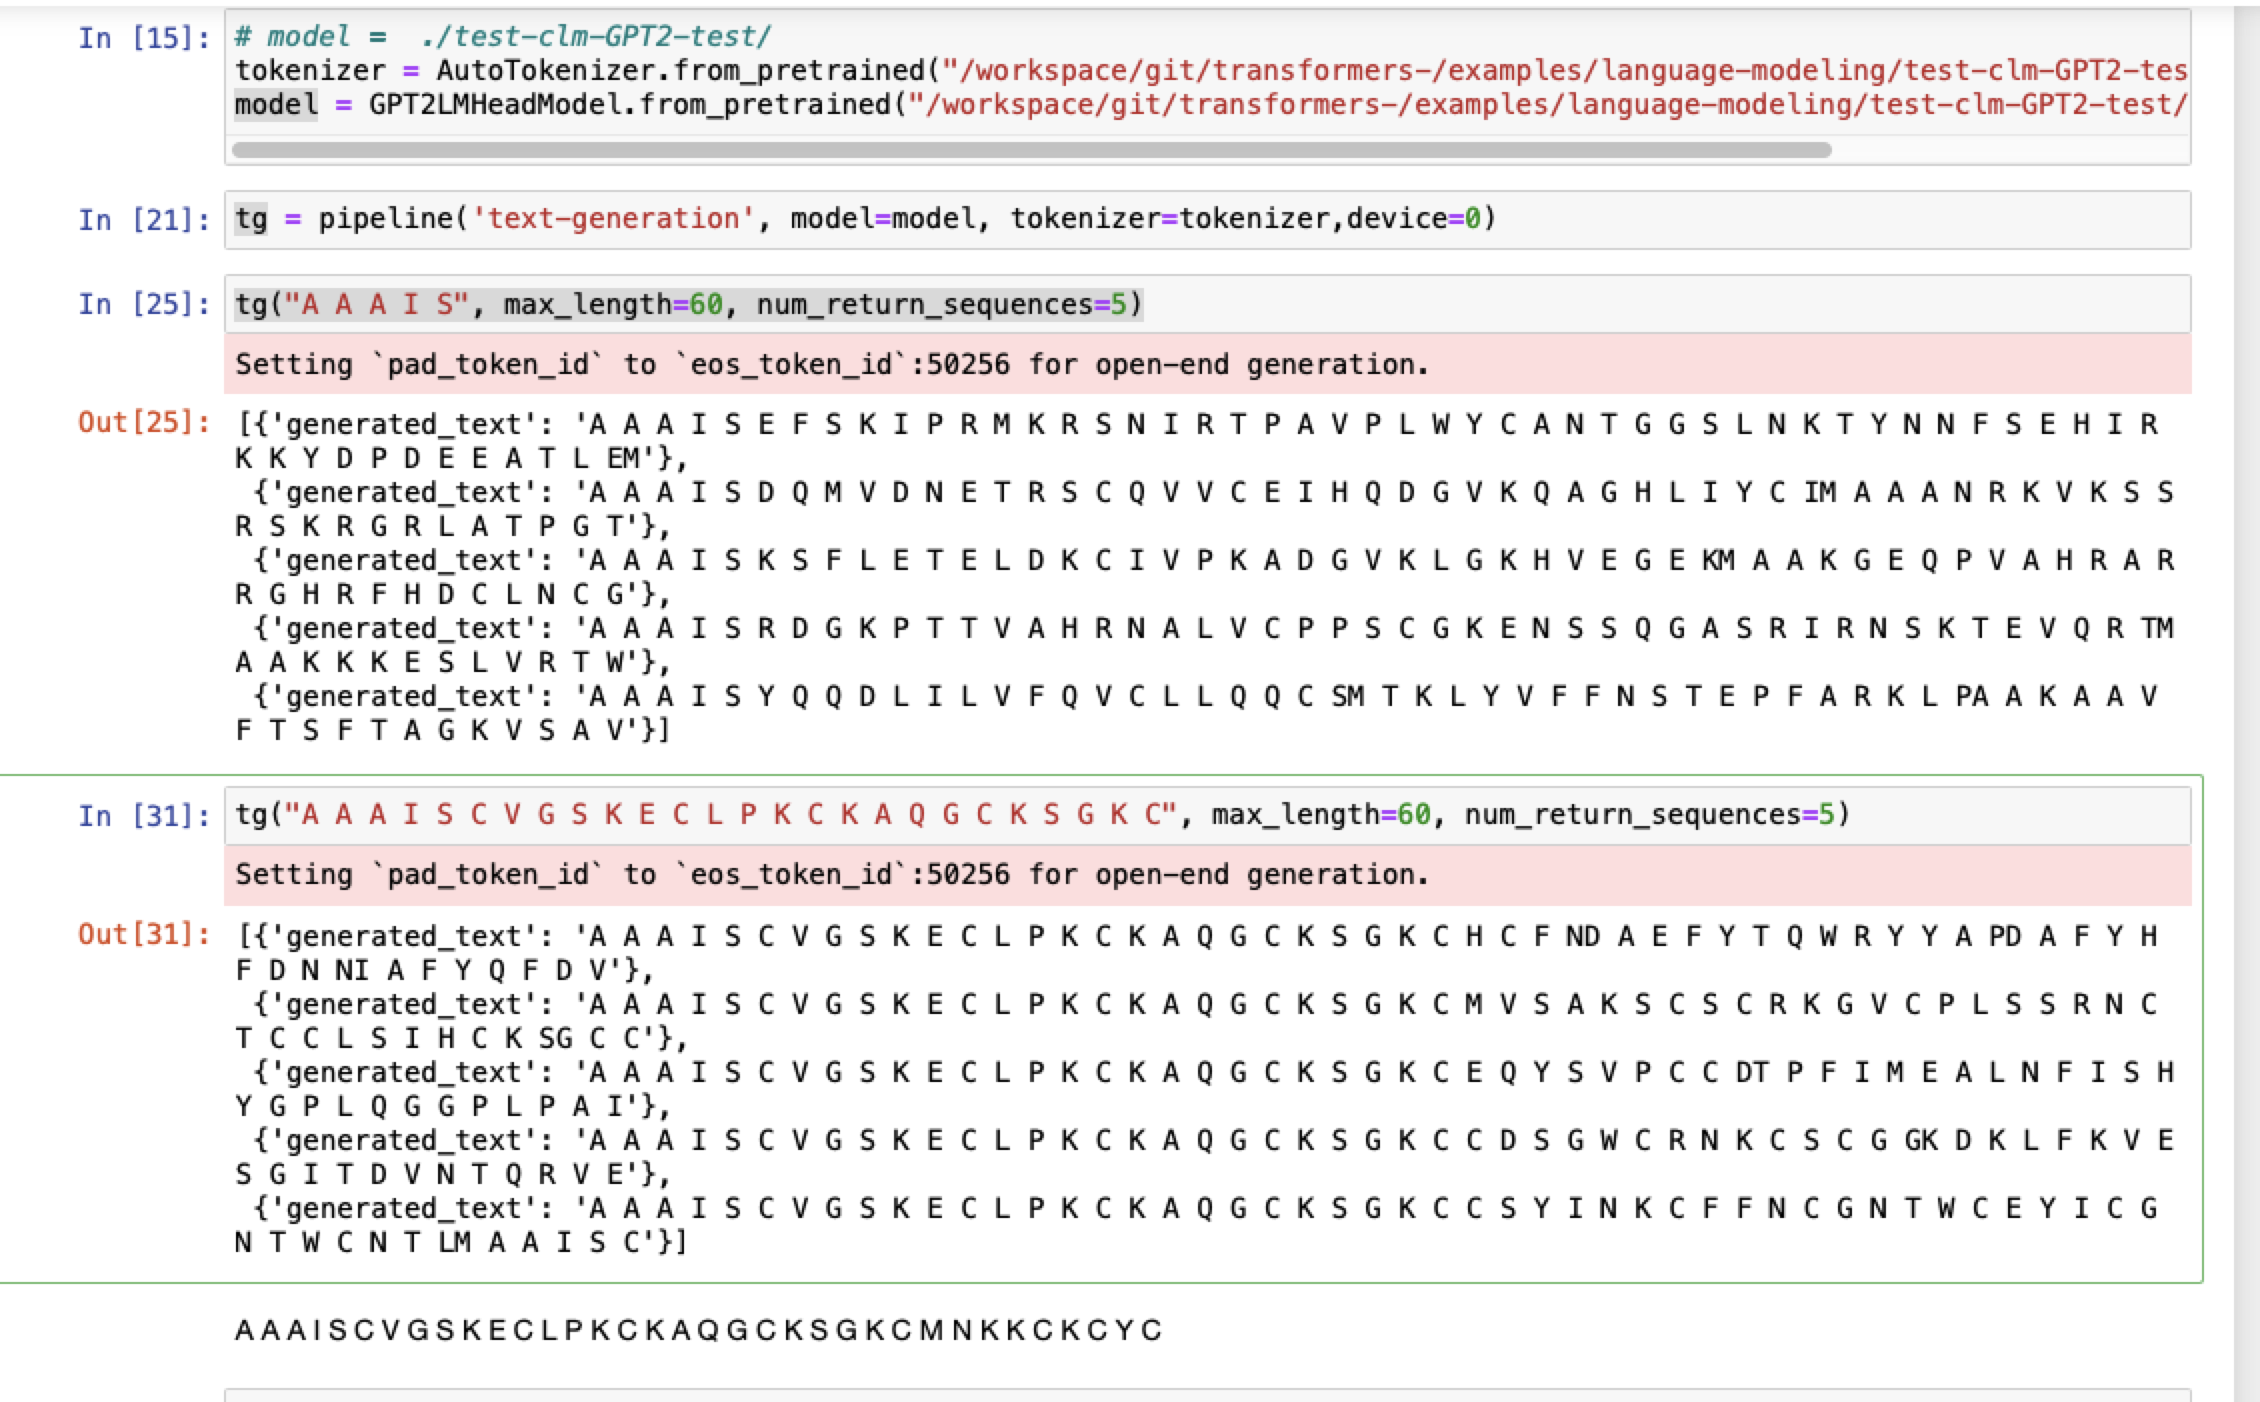 In [15]: # model =  ./test-clm-GPT2-test/
tokenizer = AutoTokenizer.from_pretrained("/workspace/git/transformers-/examples/language-modeling/test-clm-GPT2-tes
model = GPT2LMHeadModel.from_pretrained("/workspace/git/transformers-/examples/language-modeling/test-clm-GPT2-test/
In [21]: tg = pipeline('text-generation', model=model, tokenizer=tokenizer,device=0)
In [25]: tg("A A A I S", max_length=60, num_return_sequences=5)
Setting `pad_token_id` to `eos_token_id`:50256 for open-end generation.
Out[25]: [{'generated_text': 'A A A I S E F S K I P R M K R S N I R T P A V P L W Y C A N T G G S L N K T Y N N F S E H I R
K K Y D P D E E A T L EM'},
{'generated_text': 'A A A I S D Q M V D N E T R S C Q V V C E I H Q D G V K Q A G H L I Y C IM A A A N R K V K S S
R S K R G R L A T P G T'},
{'generated_text': 'A A A I S K S F L E T E L D K C I V P K A D G V K L G K H V E G E KM A A K G E Q P V A H R A R
R G H R F H D C L N C G'},
{'generated_text': 'A A A I S R D G K P T T V A H R N A L V C P P S C G K E N S S Q G A S R I R N S K T E V Q R TM
A A K K K E S L V R T W'},
{'generated_text': 'A A A I S Y Q Q D L I L V F Q V C L L Q Q C SM T K L Y V F F N S T E P F A R K L PA A K A A V
F T S F T A G K V S A V'}]
In [31]: tg("A A A I S C V G S K E C L P K C K A Q G C K S G K C", max_length=60, num_return_sequences=5)
Setting `pad_token_id` to `eos_token_id`:50256 for open-end generation.
Out[31]: [{'generated_text': 'A A A I S C V G S K E C L P K C K A Q G C K S G K C H C F ND A E F Y T Q W R Y Y A PD A F Y H
F D N NI A F Y Q F D V'},
{'generated_text': 'A A A I S C V G S K E C L P K C K A Q G C K S G K C M V S A K S C S C R K G V C P L S S R N C
T C C L S I H C K SG C C'},
{'generated_text': 'A A A I S C V G S K E C L P K C K A Q G C K S G K C E Q Y S V P C C DT P F I M E A L N F I S H
Y G P L Q G G P L P A I'},
{'generated_text': 'A A A I S C V G S K E C L P K C K A Q G C K S G K C C D S G W C R N K C S C G GK D K L F K V E
S G I T D V N T Q R V E'},
{'generated_text': 'A A A I S C V G S K E C L P K C K A Q G C K S G K C C S Y I N K C F F N C G N T W C E Y I C G
N T W C N T LM A A I S C'}]
A A A I S C V G S K E C L P K C K A Q G C K S G K C M N K K C K C Y C